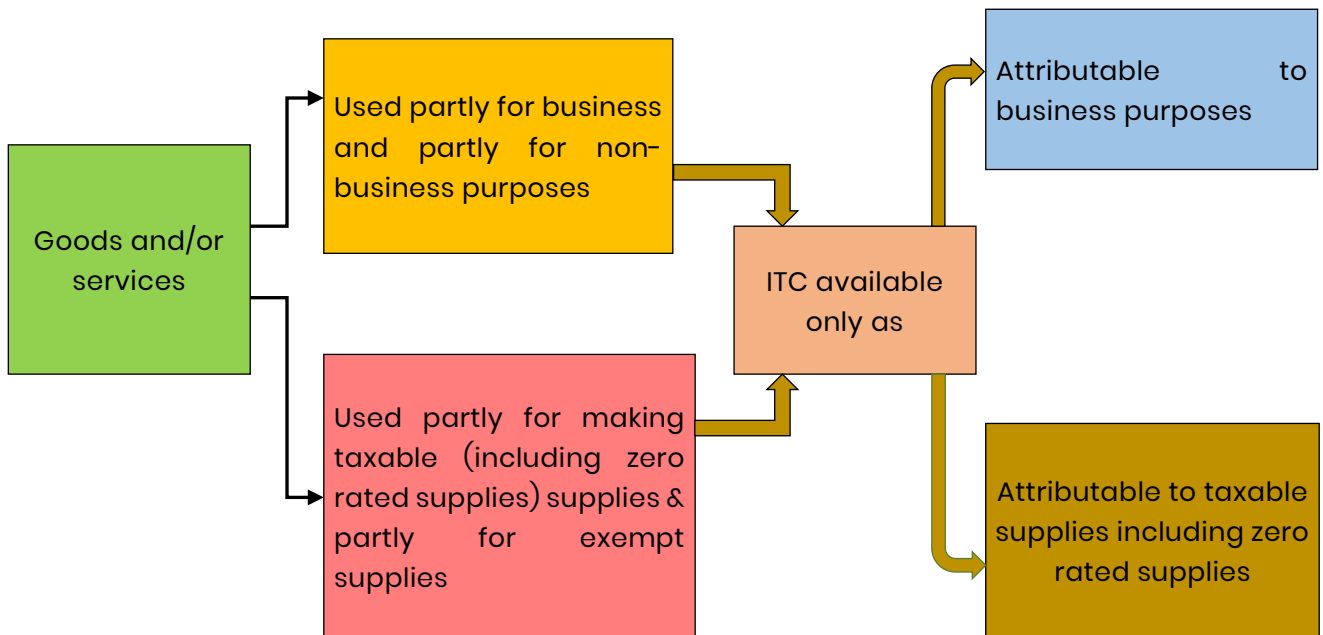 Goods and/or
services
Used partly for business
and partly for non-
business purposes
Used partly for making
taxable (including zero
rated supplies) supplies &
partly for exempt
supplies
ITC available
only as
Attributable to
business purposes
Attributable to taxable
supplies including zero
rated supplies